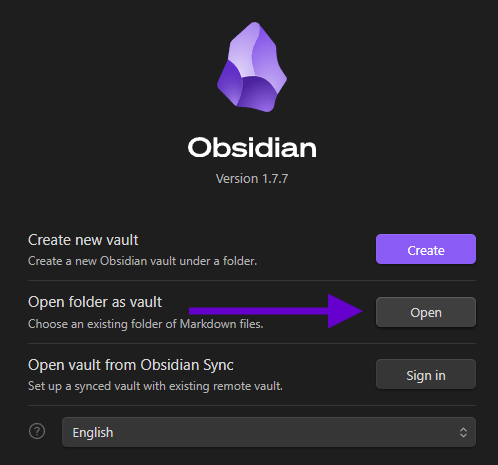 Obsidian
Version 1.7.7
Create new vault
Create a new Obsidian vault under a folder.
Create
Open folder as vault
Choose an existing folder of Markdown files.
Open
Open vault from Obsidian Sync
Set up a synced vault with existing remote vault.
Sign in
?
English